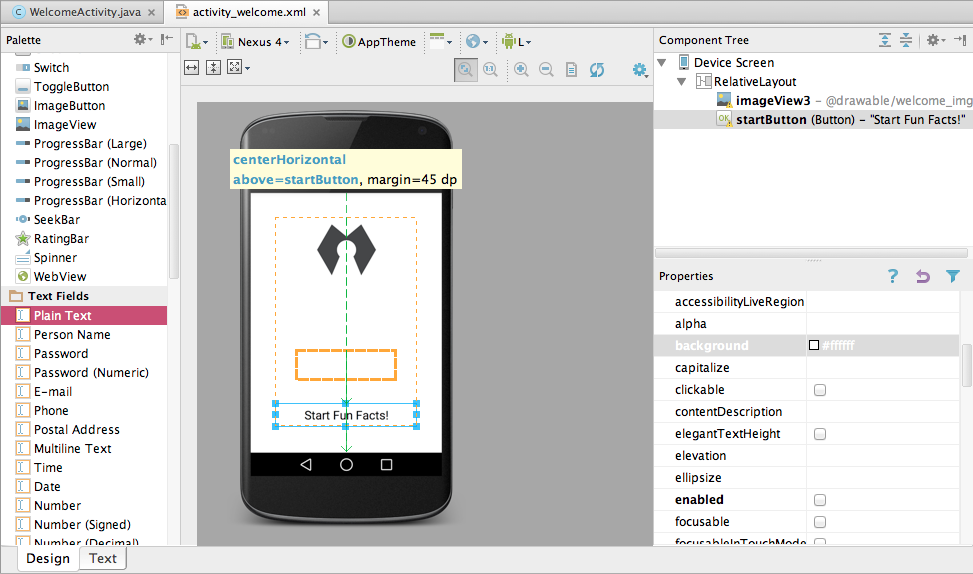 WelcomeActivity.java
activity_welcome.xml
Palette
Nexus 4
AppTheme
L
Component Tree
Switch
ToggleButton
ImageButton
ImageView
ProgressBar (Large)
ProgressBar (Normal)
ProgressBar (Small)
ProgressBar (Horizonta
SeekBar
RatingBar
Spinner
WebView
Text Fields
Plain Text
Person Name
Password
Password (Numeric)
E-mail
Phone
Postal Address
Multiline Text
Time
Date
Number
Number (Signed)
Number (Decimal)
Design
Text
centerHorizontal
above=startButton, margin=45 dp
Start Fun Facts!
Device Screen
RelativeLayout
imageView3 – @drawable/welcome_img
OK startButton (Button) – "Start Fun Facts!"
Properties
?
accessibilityLiveRegion
alpha
background #ffffff
capitalize
clickable
contentDescription
elegantTextHeight
elevation
ellipsize
enabled
focusable
focusableInTouchMode